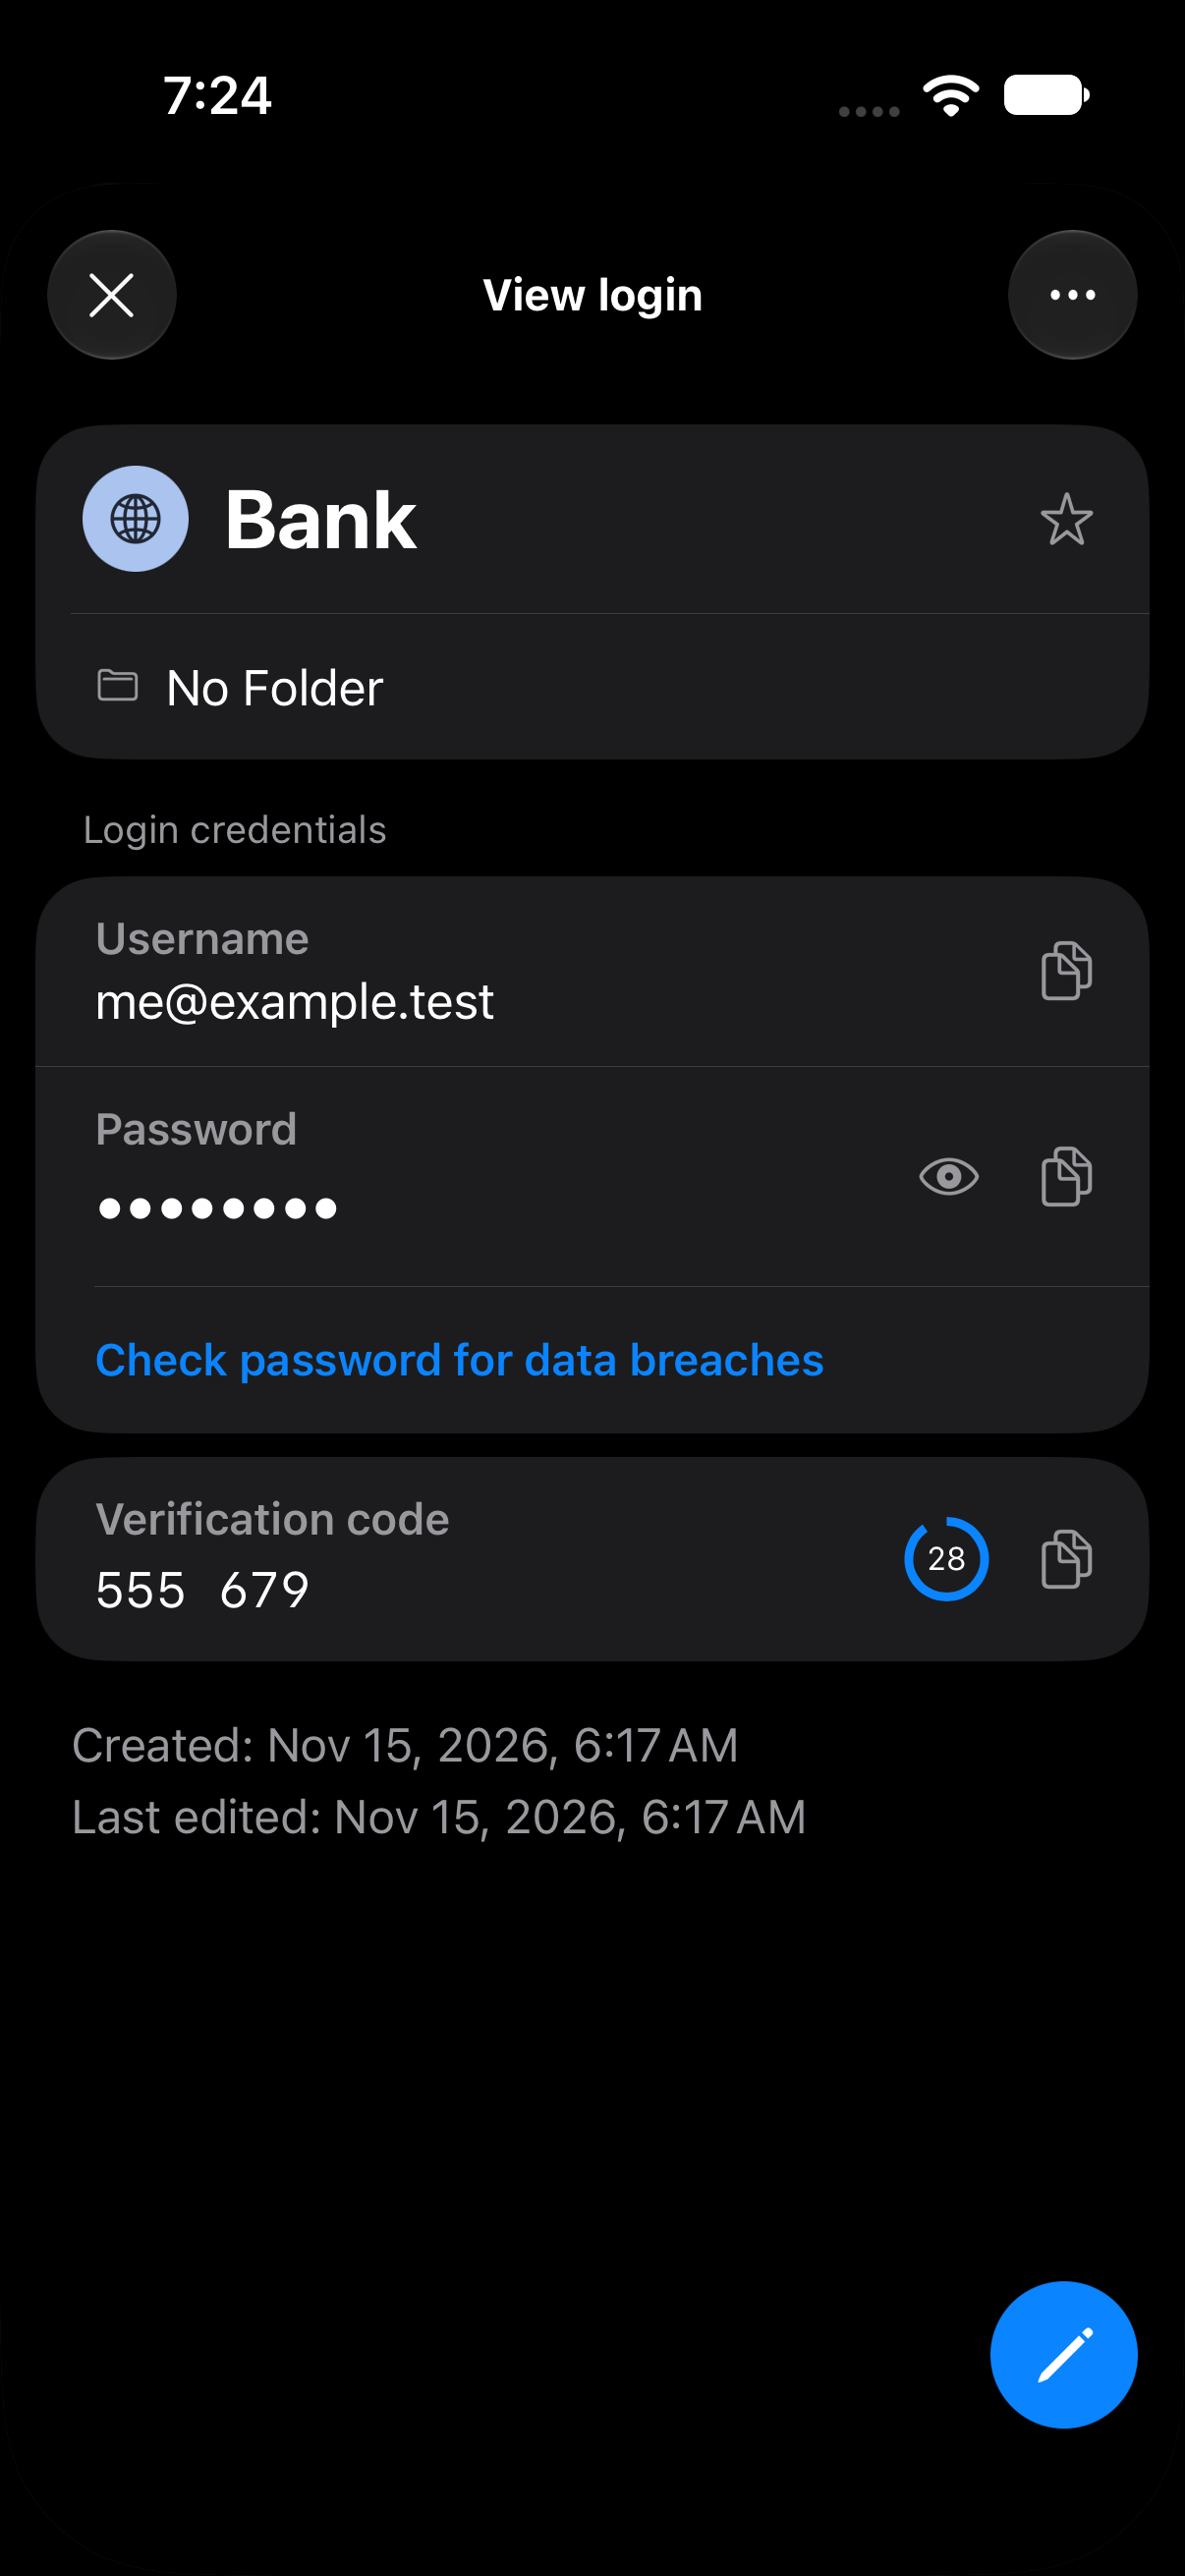 7:24
View login
Bank
No Folder
Login credentials
Username
me@example.test
Password
••••••••
Check password for data breaches
Verification code
555 679
28
Created: Nov 15, 2026, 6:17 AM
Last edited: Nov 15, 2026, 6:17 AM